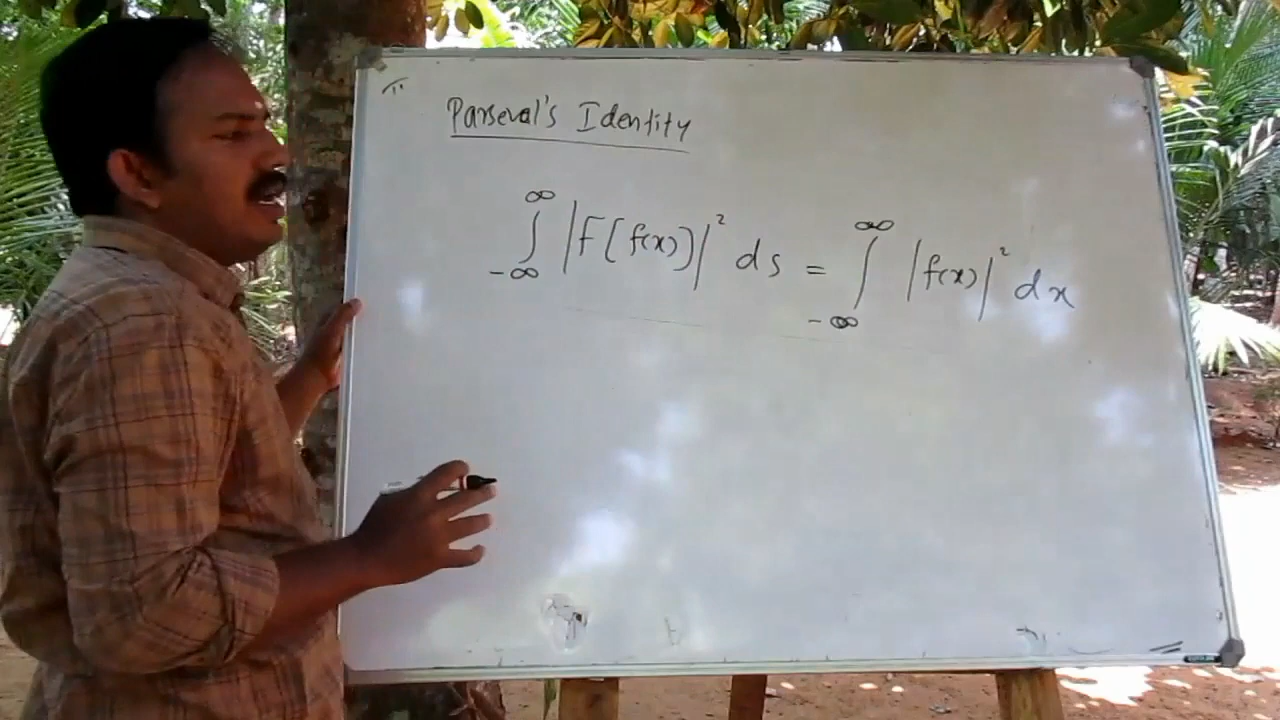 Parseval's Identity
∫_{-∞}^{∞} |F[f(x)]|² ds = ∫_{-∞}^{∞} |f(x)|² dx